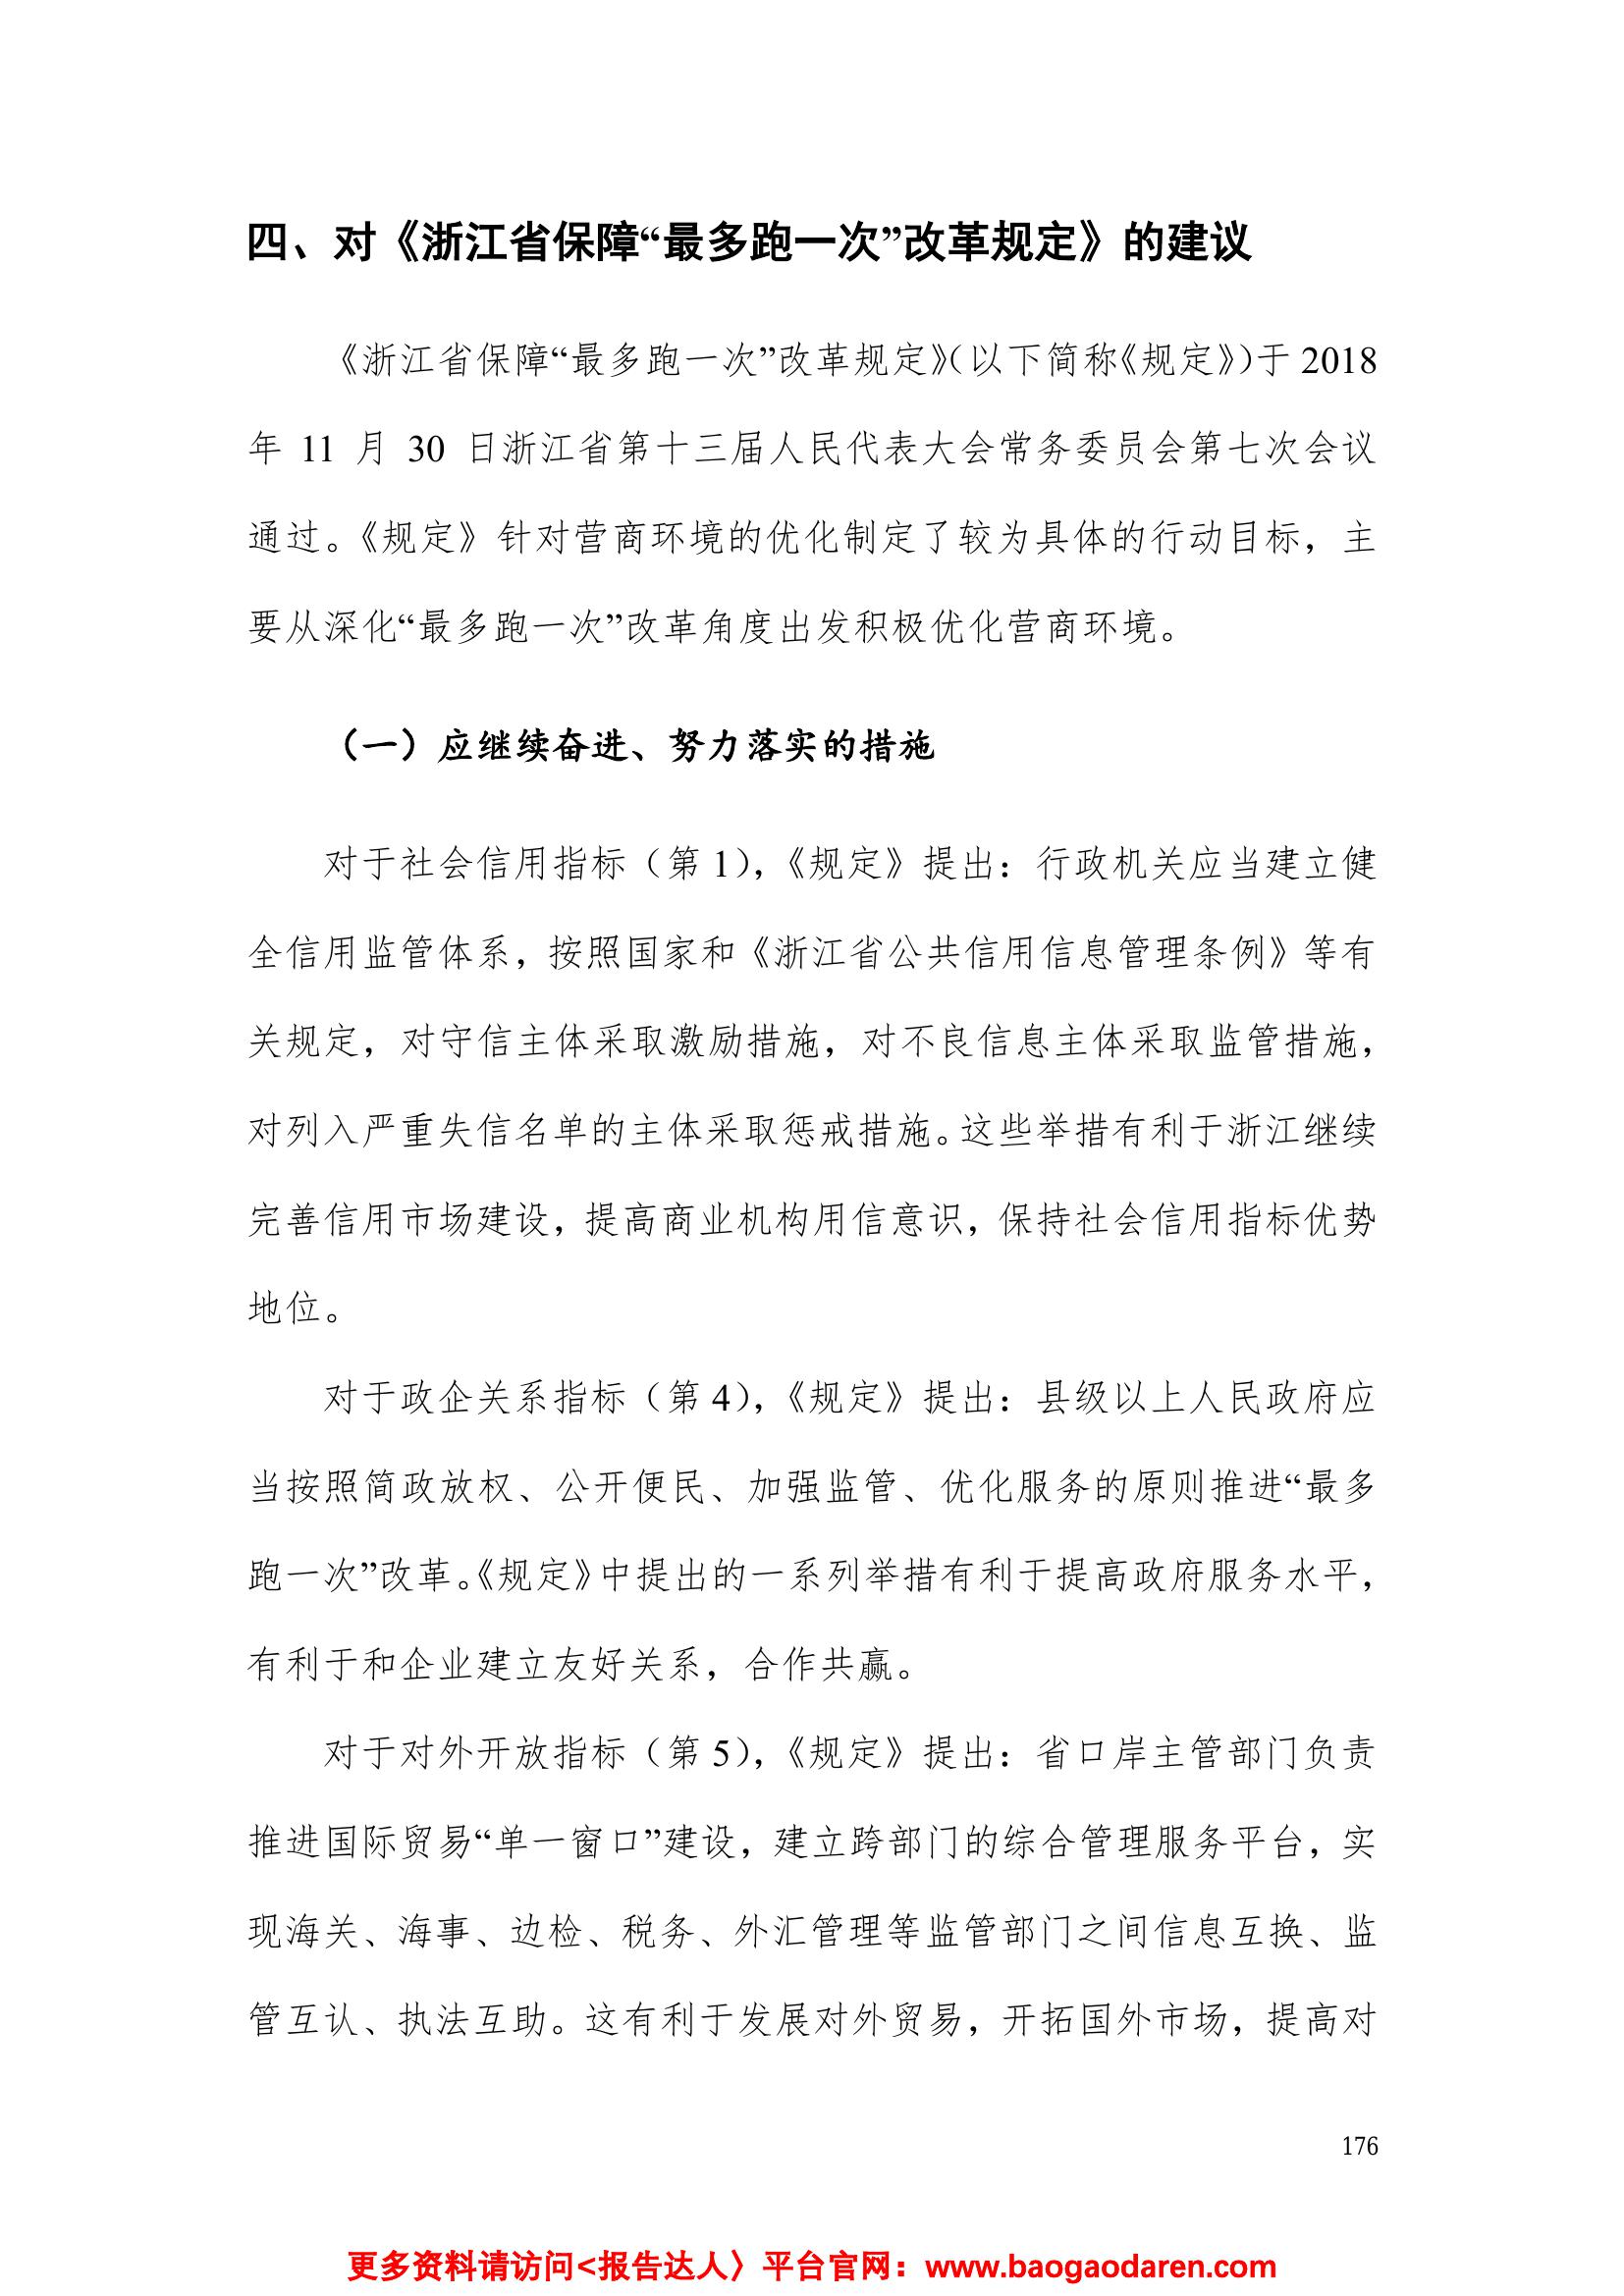 四、对《浙江省保障“最多跑一次”改革规定》的建议
《浙江省保障“最多跑一次”改革规定》（以下简称《规定》）于 2018
年 11 月 30 日浙江省第十三届人民代表大会常务委员会第七次会议
通过。《规定》针对营商环境的优化制定了较为具体的行动目标，主
要从深化“最多跑一次”改革角度出发积极优化营商环境。
（一）应继续奋进、努力落实的措施
对于社会信用指标（第 1），《规定》提出：行政机关应当建立健
全信用监管体系，按照国家和《浙江省公共信用信息管理条例》等有
关规定，对守信主体采取激励措施，对不良信息主体采取监管措施，
对列入严重失信名单的主体采取惩戒措施。这些举措有利于浙江继续
完善信用市场建设，提高商业机构用信意识，保持社会信用指标优势
地位。
对于政企关系指标（第 4），《规定》提出：县级以上人民政府应
当按照简政放权、公开便民、加强监管、优化服务的原则推进“最多
跑一次”改革。《规定》中提出的一系列举措有利于提高政府服务水平，
有利于和企业建立友好关系，合作共赢。
对于对外开放指标（第 5），《规定》提出：省口岸主管部门负责
推进国际贸易“单一窗口”建设，建立跨部门的综合管理服务平台，实
现海关、海事、边检、税务、外汇管理等监管部门之间信息互换、监
管互认、执法互助。这有利于发展对外贸易，开拓国外市场，提高对
176
更多资料请访问<报告达人〉平台官网：www.baogaodaren.com